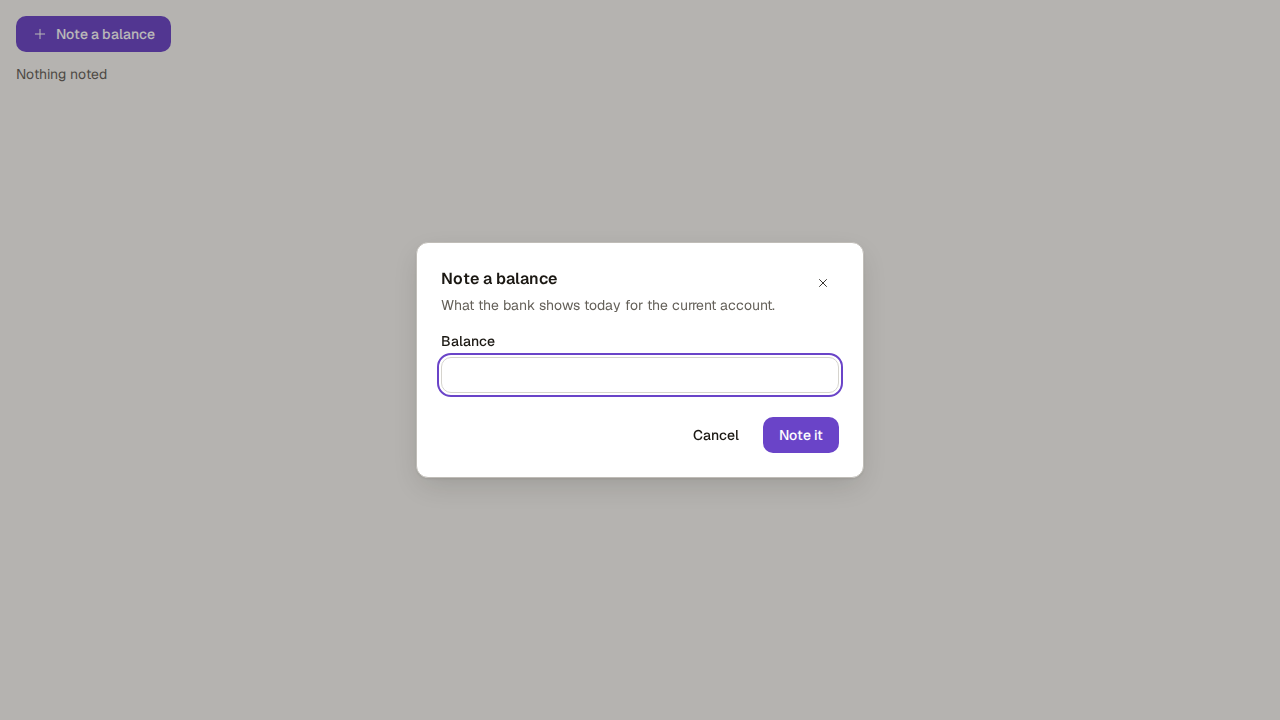 Note a balance
Nothing noted
Note a balance
What the bank shows today for the current account.
Balance
Cancel
Note it